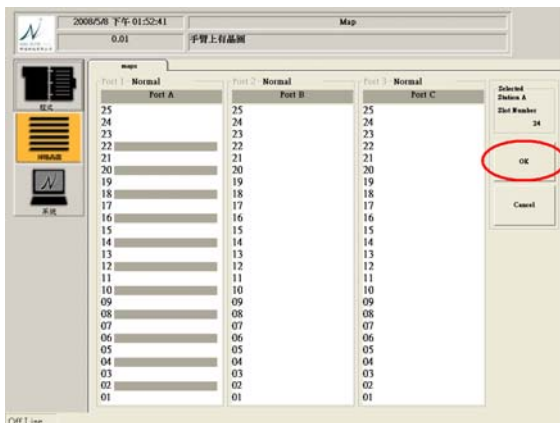 2008/5/8 下午 01:52:41
Map
0.01
手臂上有晶圓
maps
Port 1 Normal
Port 2 Normal
Port 3 Normal
Port A
Port B
Port C
25 25 25
24 24 24
23 23 23
22 22 22
21 21 21
20 20 20
19 19 19
18 18 18
17 17 17
16 16 16
15 15 15
14 14 14
13 13 13
12 12 12
11 11 11
10 10 10
09 09 09
08 08 08
07 07 07
06 06 06
05 05 05
04 04 04
03 03 03
02 02 02
01 01 01
Selected
Station A
Slot Number
24
OK
Cancel
程式
系統
Off Line